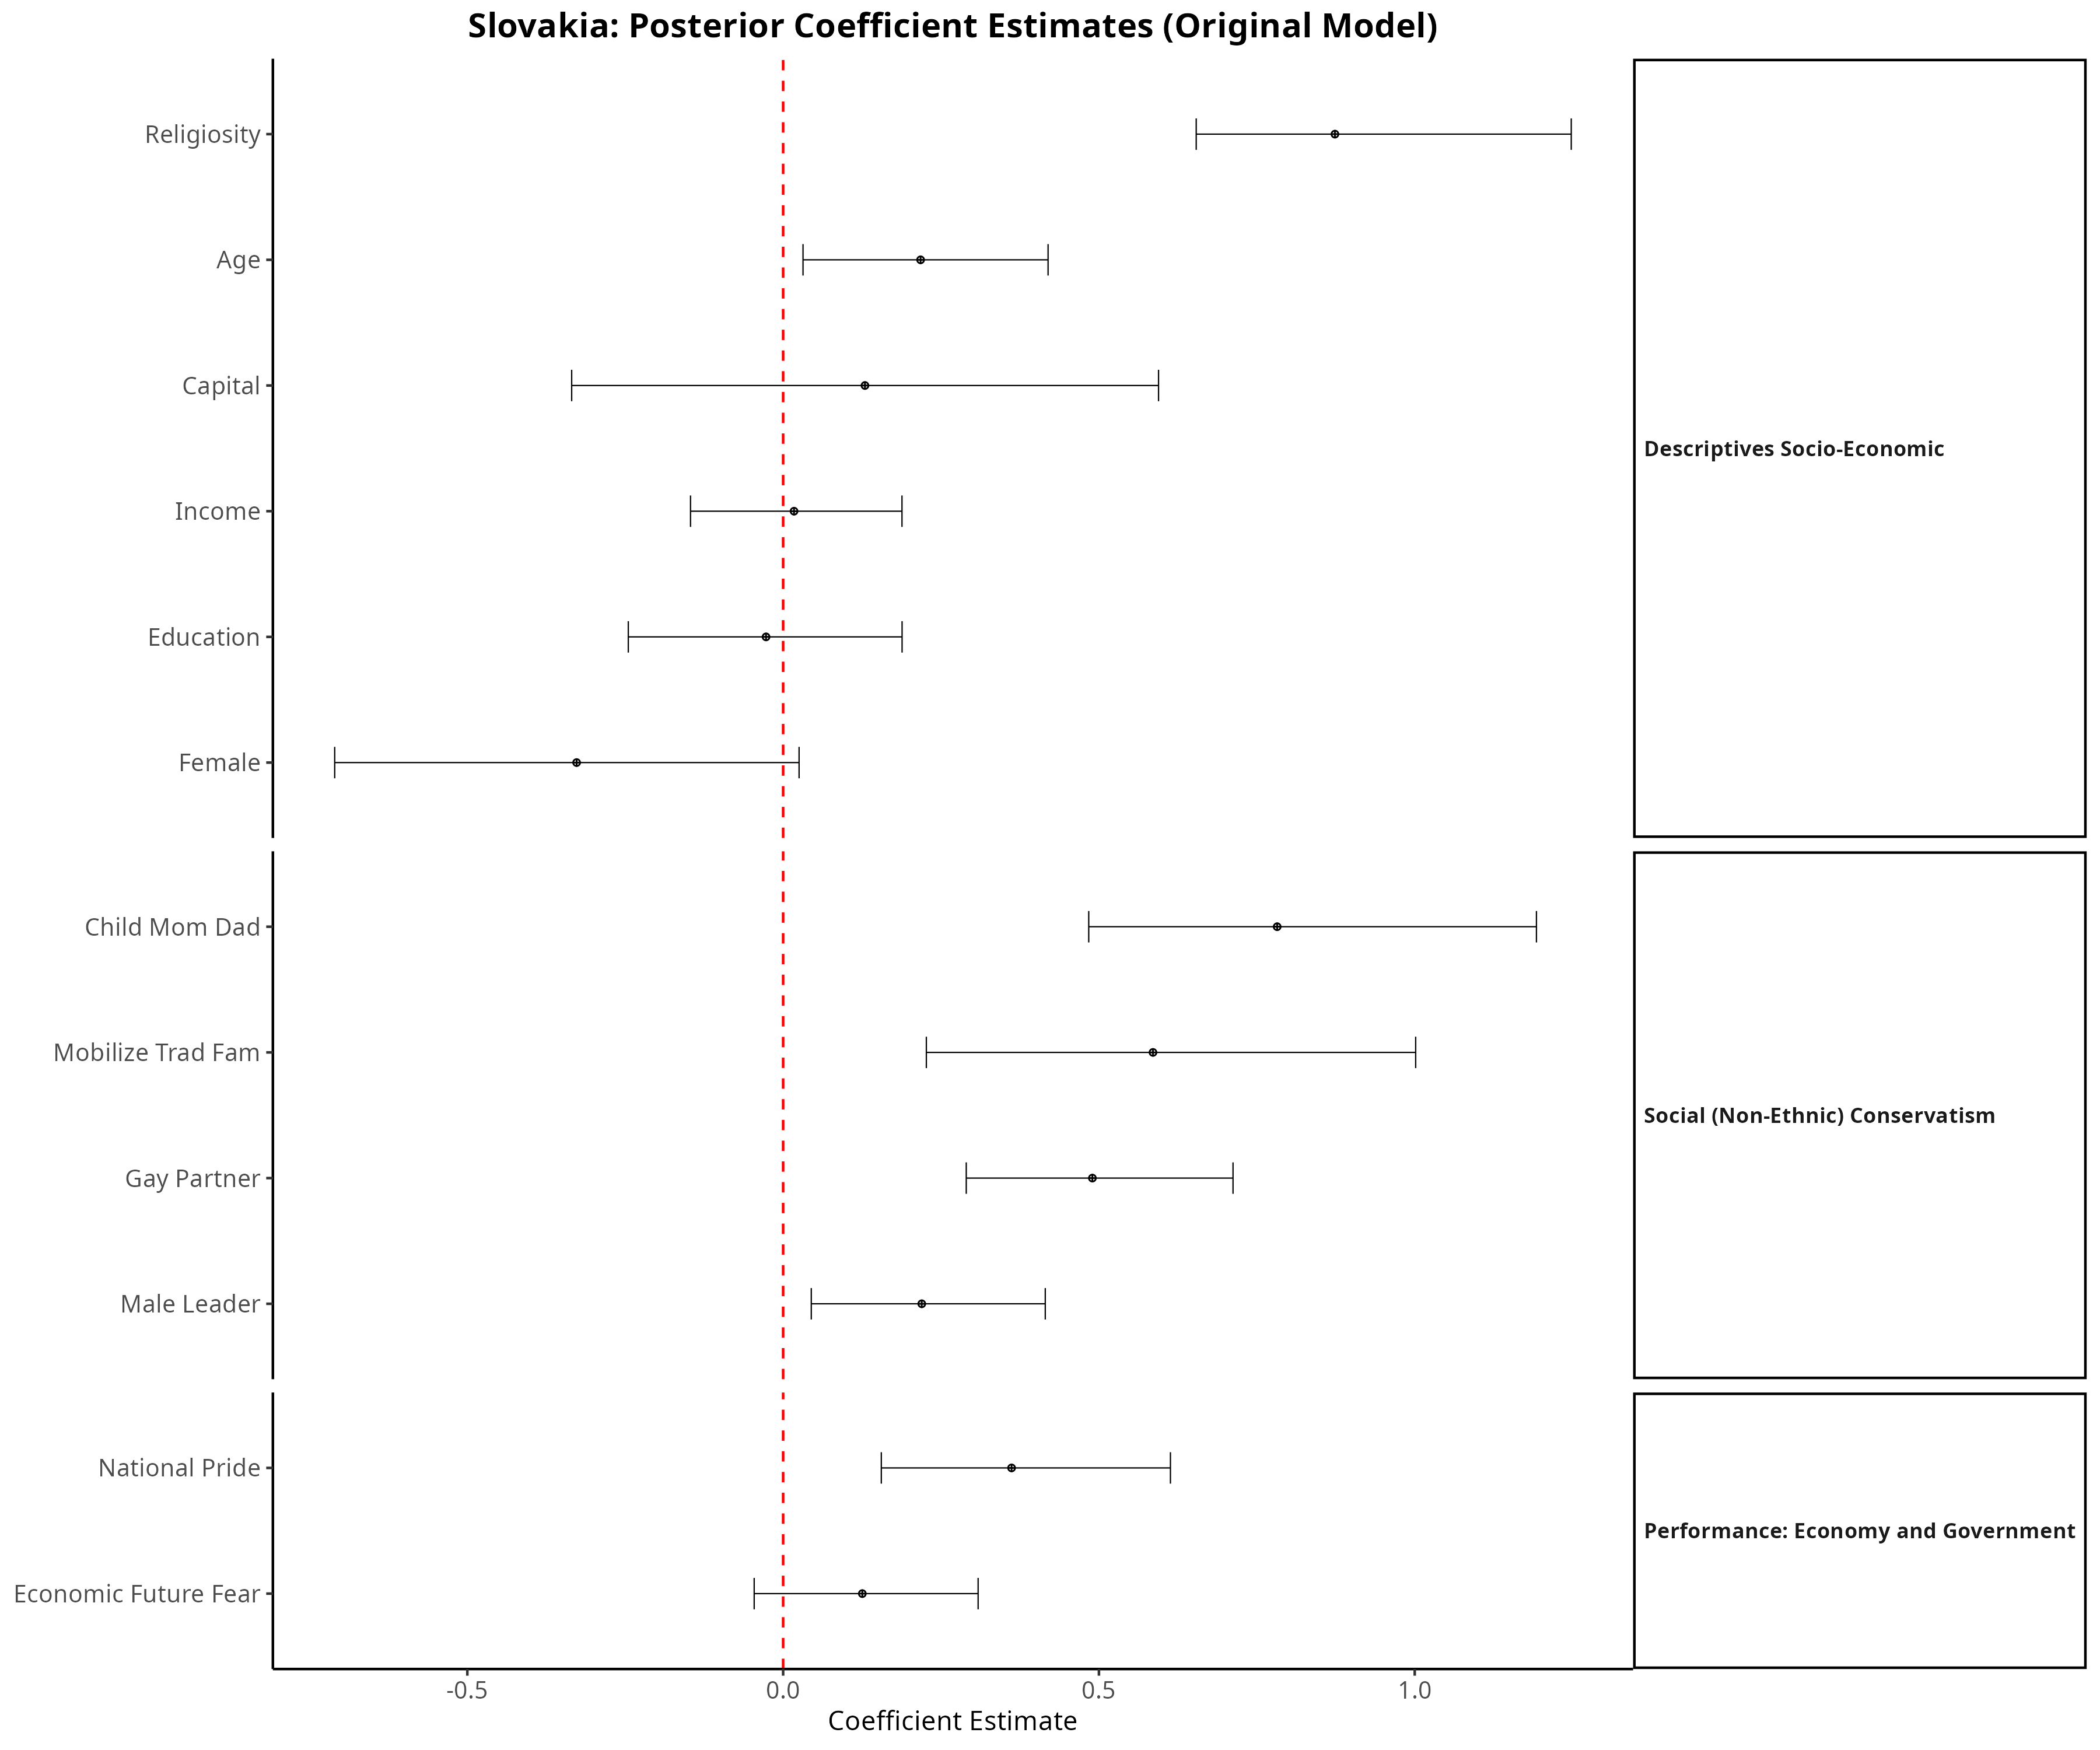 Slovakia: Posterior Coefficient Estimates (Original Model)
Religiosity
Age
Capital
Income
Education
Female
Descriptives Socio-Economic
Child Mom Dad
Mobilize Trad Fam
Gay Partner
Male Leader
Social (Non-Ethnic) Conservatism
National Pride
Economic Future Fear
Performance: Economy and Government
-0.5 0.0 0.5 1.0
Coefficient Estimate